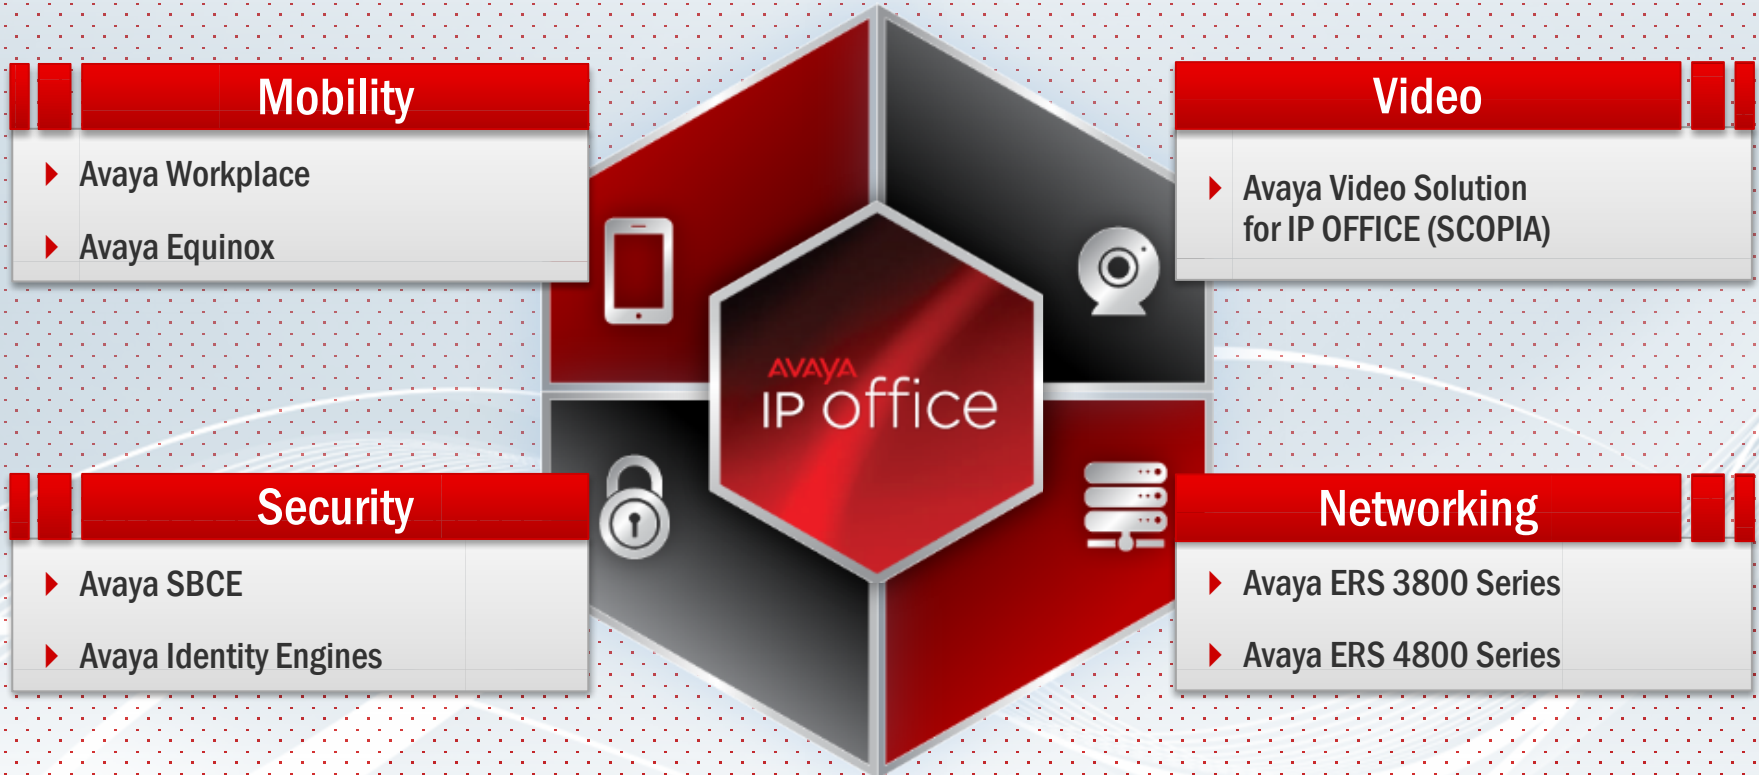 Mobility
Avaya Workplace
Avaya Equinox
Video
Avaya Video Solution
for IP OFFICE (SCOPIA)
AVAYA
IP Office
Security
Avaya SBCE
Avaya Identity Engines
Networking
Avaya ERS 3800 Series
Avaya ERS 4800 Series